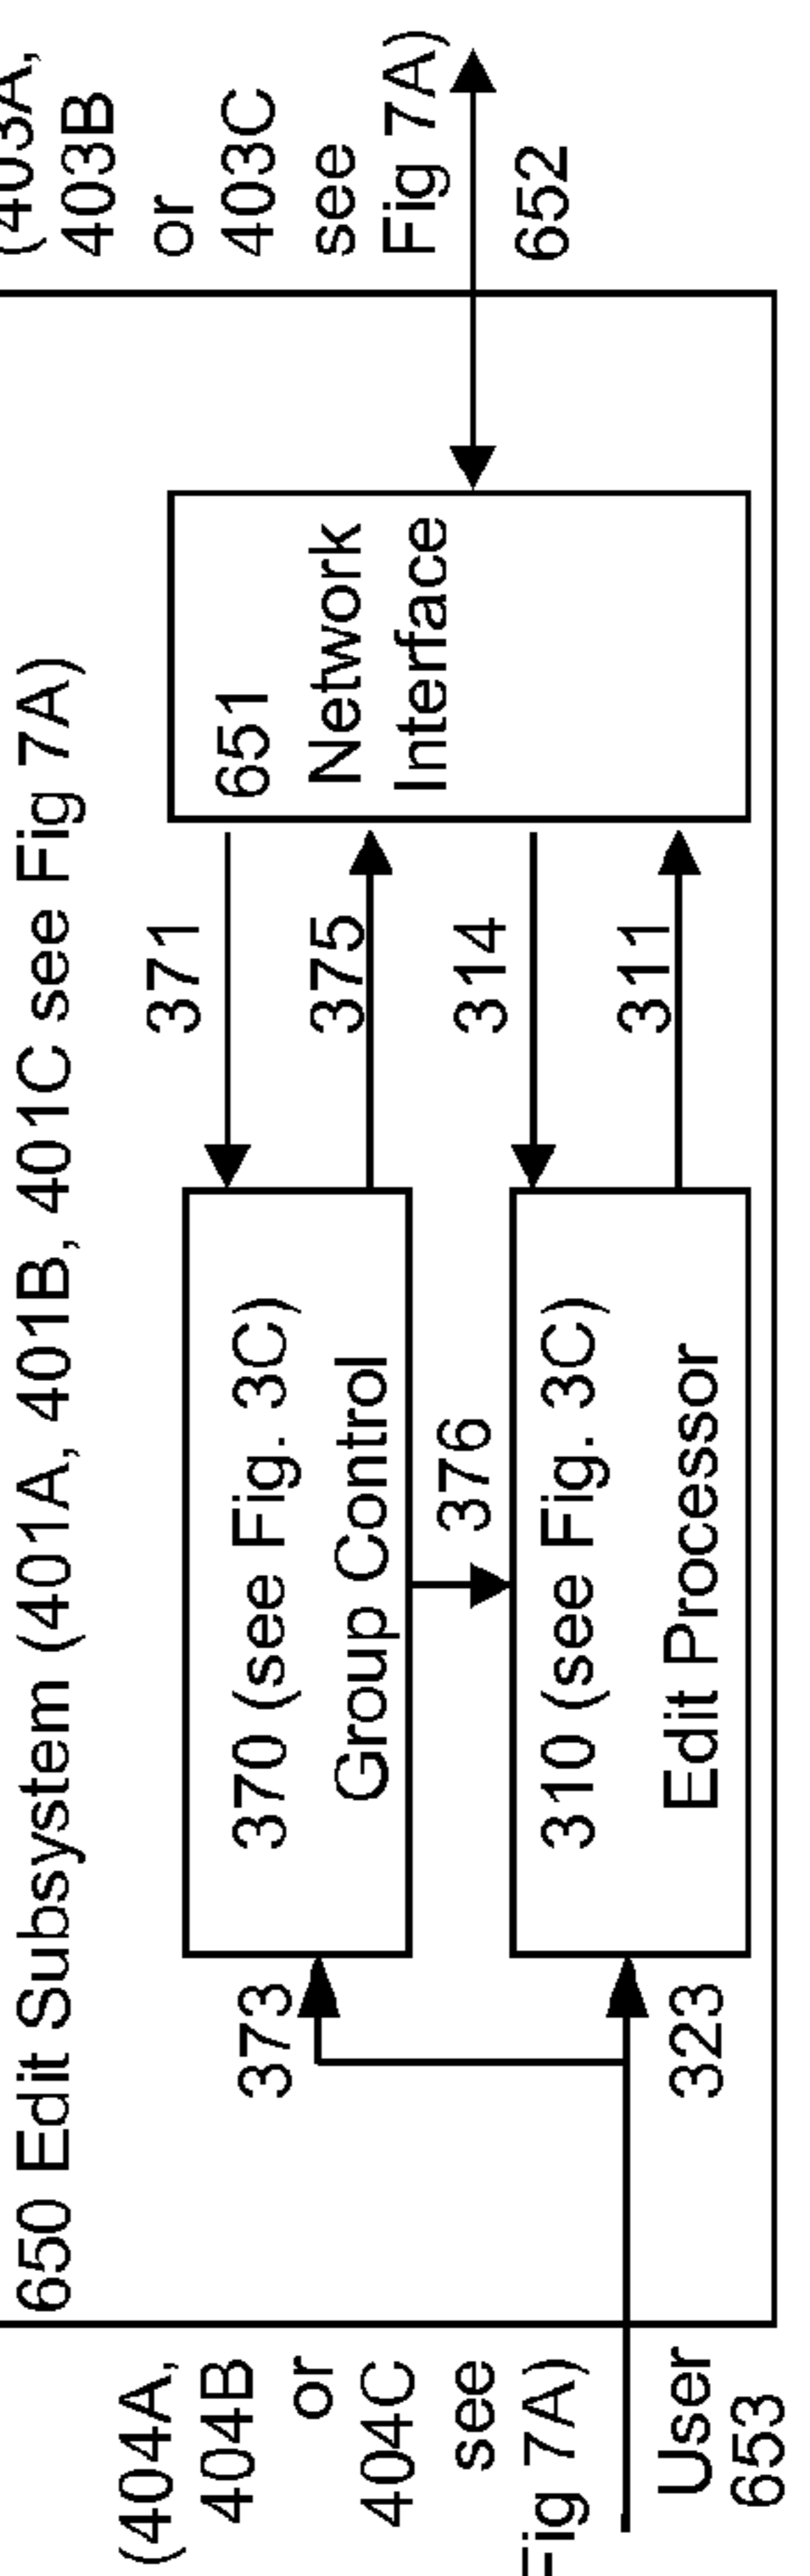 650 Edit Subsystem (401A, 401B, 401C see Fig 7A)
(404A,
404B
or
404C
see
Fig 7A)
User
653
373
323
370 (see Fig. 3C)
Group Control
376
310 (see Fig. 3C)
Edit Processor
371
375
314
311
651
Network
Interface
(403A,
403B
or
403C
see
Fig 7A)
652